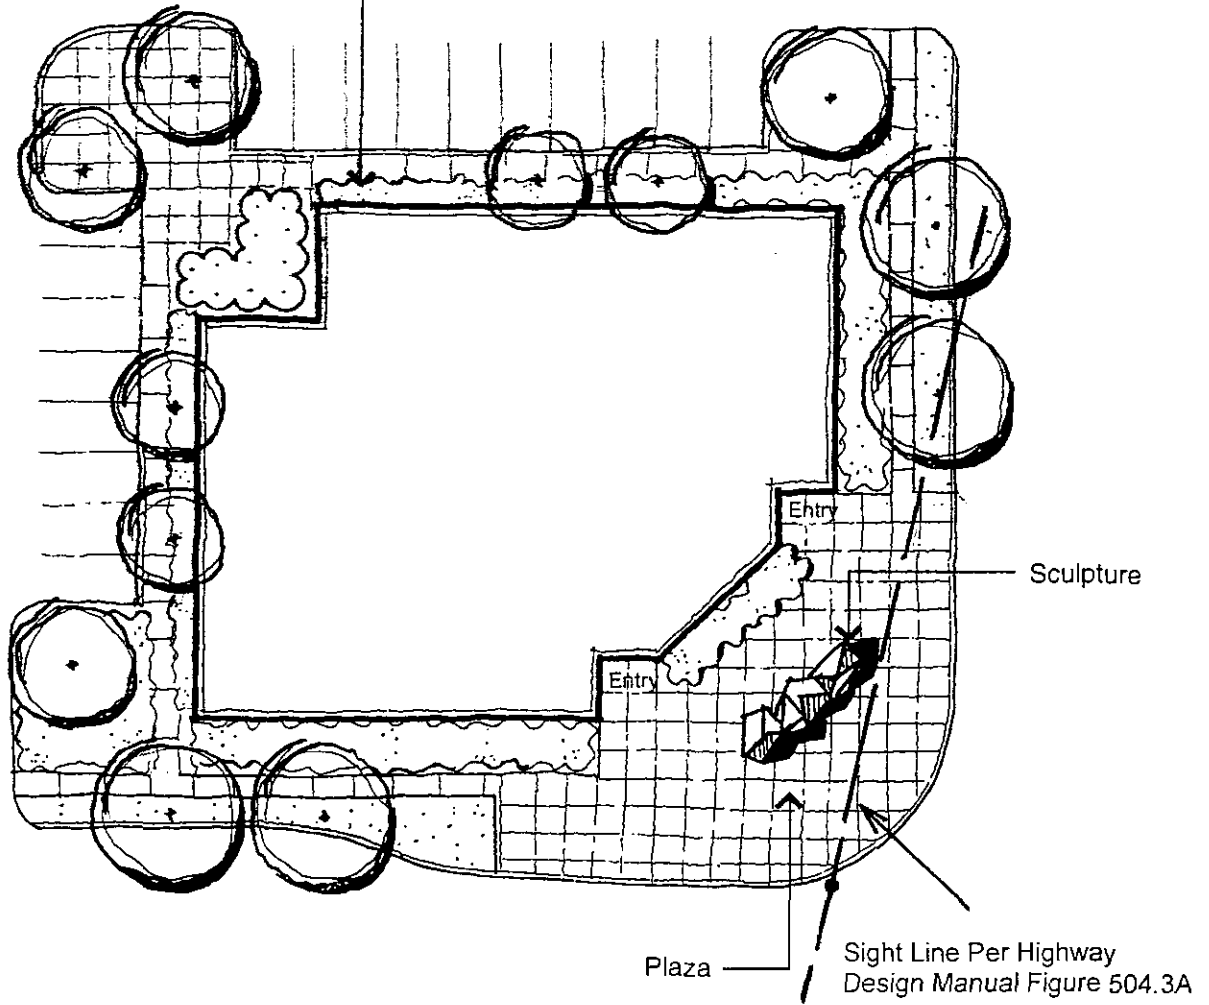 Entry
Sculpture
Entry
Plaza
Sight Line Per Highway
Design Manual Figure 504.3A